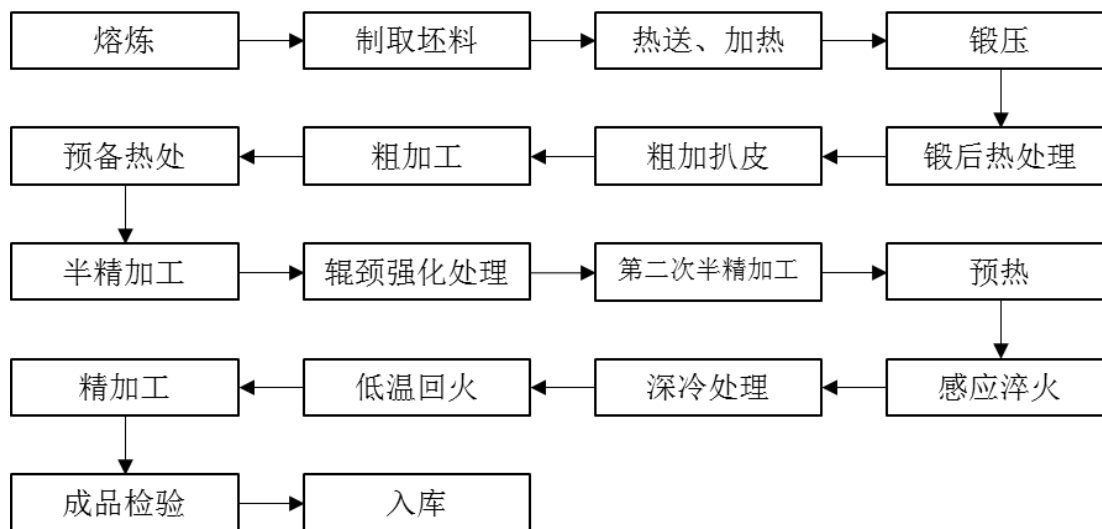 熔炼
制取坯料
热送、加热
锻压
锻后热处理
粗加扒皮
粗加工
预备热处
半精加工
辊颈强化处理
第二次半精加工
预热
感应淬火
深冷处理
低温回火
精加工
成品检验
入库